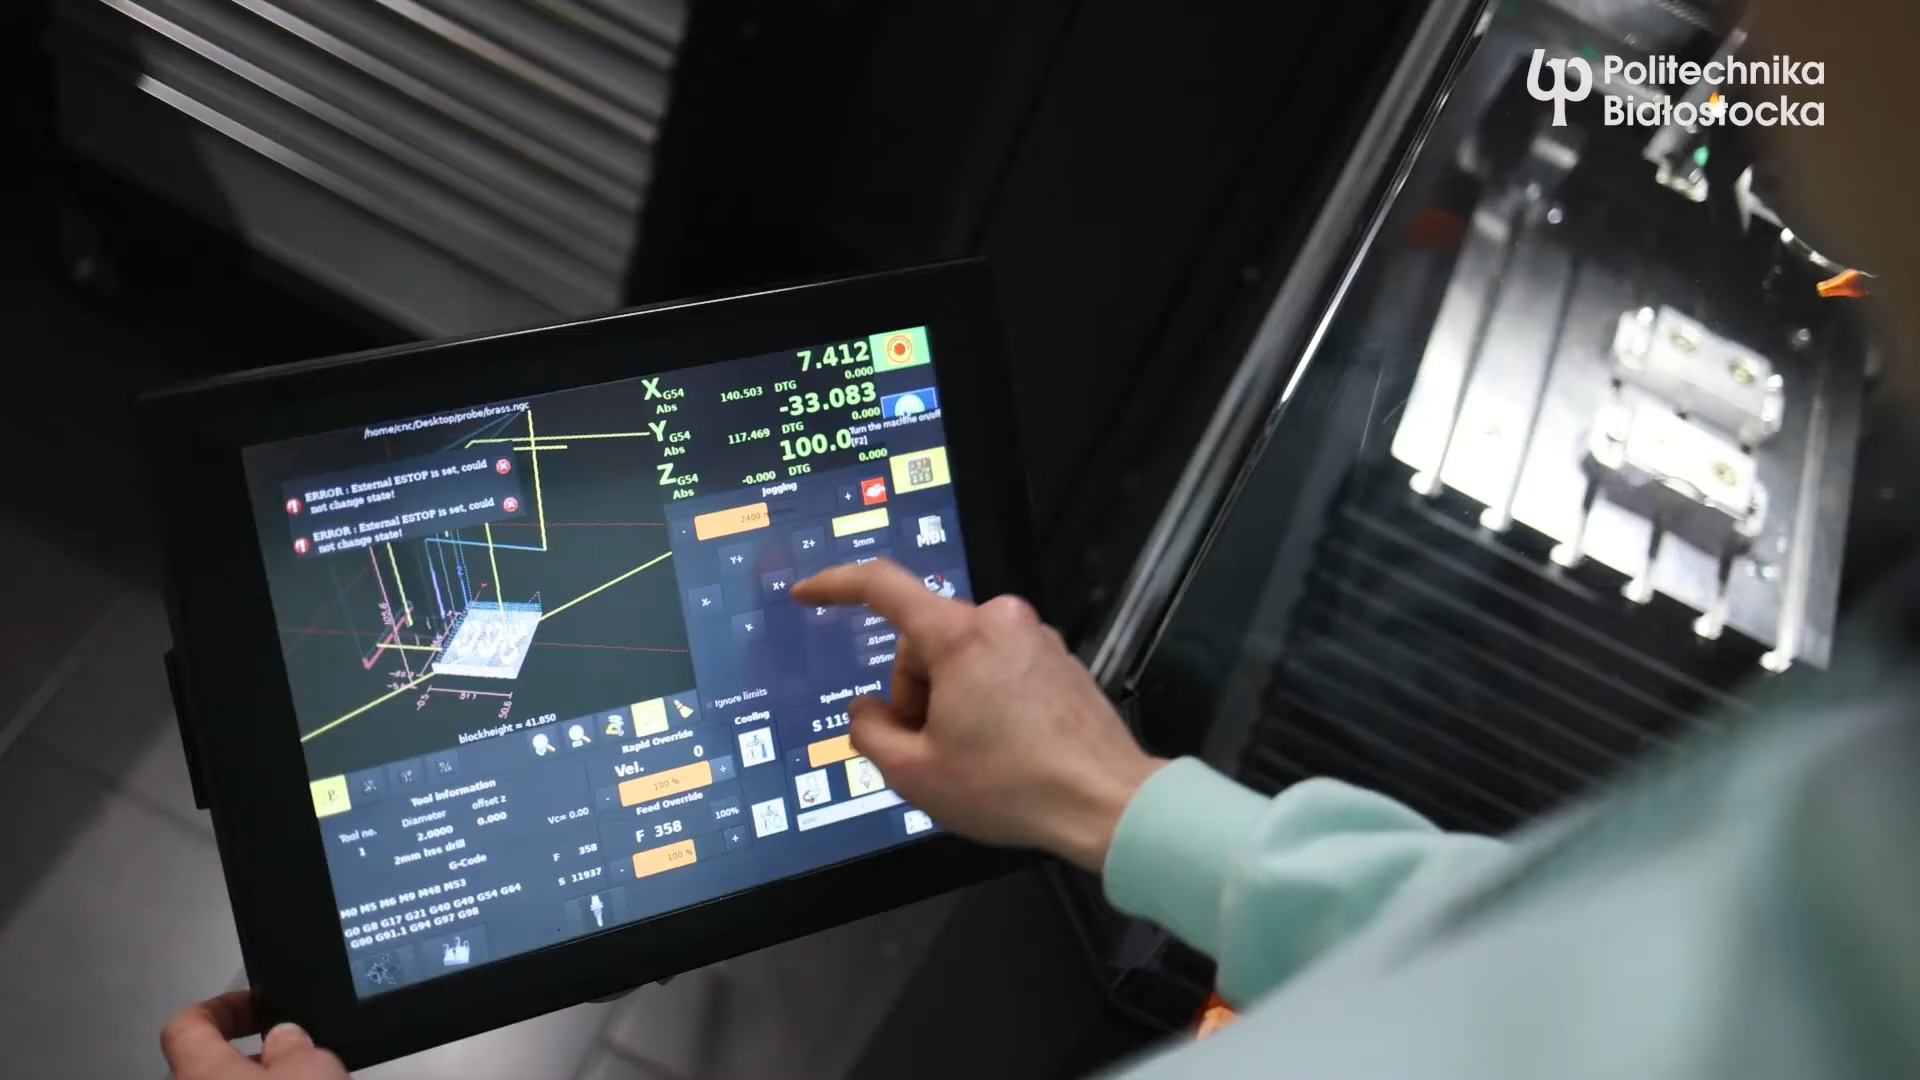 Politechnika
Białostocka
/home/cnc/Desktop/probe/brass.ngc
ERROR : External ESTOP is set, could
not change state!
ERROR : External ESTOP is set, could
not change state!
X G54 7.412
Abs 140.503 DTG 0.000
Y G54 -33.083
Abs 117.469 DTG 0.000
Z G54 100.0
Abs -0.000 DTG 0.000
Turn the machine on/off
[F2]
Jogging
- 2400 +
5mm
Y+ Z+
X- X+
Y- Z-
.05m
.01mm
.005m
MDI
Ignore limits
blockheight = 41.850
Rapid Override
Vel. 0
- 100 % +
Feed Override
F 358 100%
- 100 % +
Cooling
Spindle [rpm]
S 119
-
P
Tool information
Tool no. Diameter offset z
1 2.0000 0.000
2mm hss drill
Vc= 0.00
G-Code
F 358
S 11937
M0 M5 M6 M9 M48 M53
G0 G8 G17 G21 G40 G49 G54 G64
G90 G91.1 G94 G97 G98
50.6